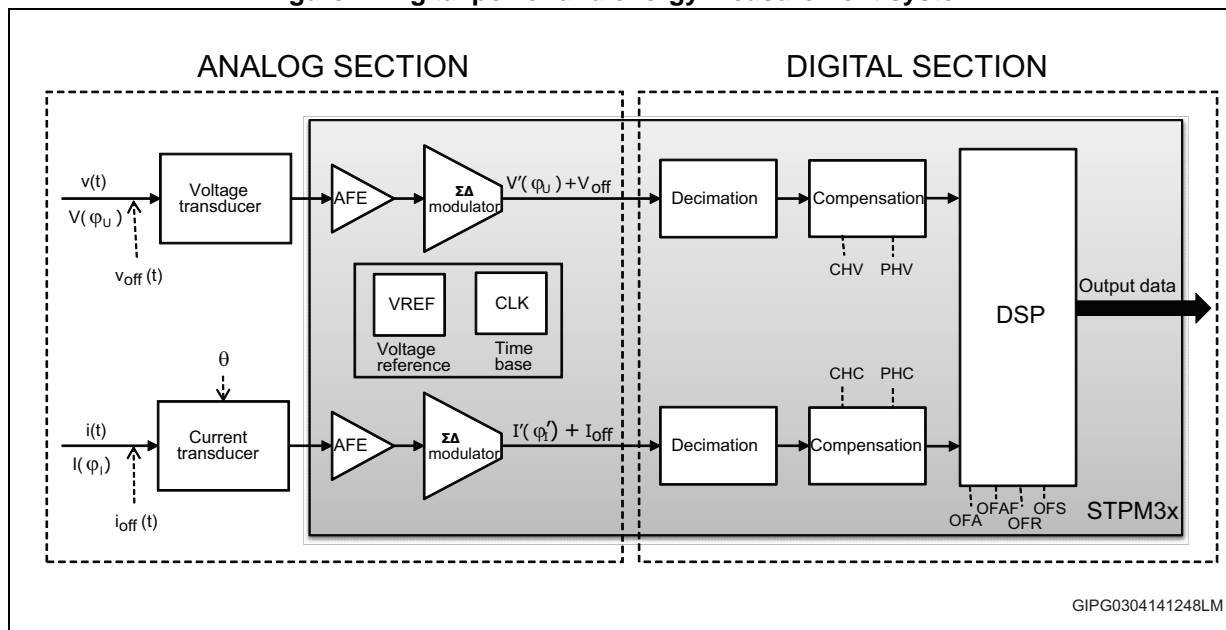 ANALOG SECTION
DIGITAL SECTION
v(t)
V(φU)
voff(t)
Voltage
transducer
AFE
ΣΔ
modulator
V'(φU)+Voff
Decimation
Compensation
CHV
PHV
VREF
CLK
Voltage
reference
Time
base
DSP
Output data
θ
i(t)
I(φI)
ioff(t)
Current
transducer
AFE
ΣΔ
modulator
I'(φI') + Ioff
Decimation
CHC
PHC
Compensation
OFA
OFAF
OFR
OFS
STPM3x
GIPG0304141248LM